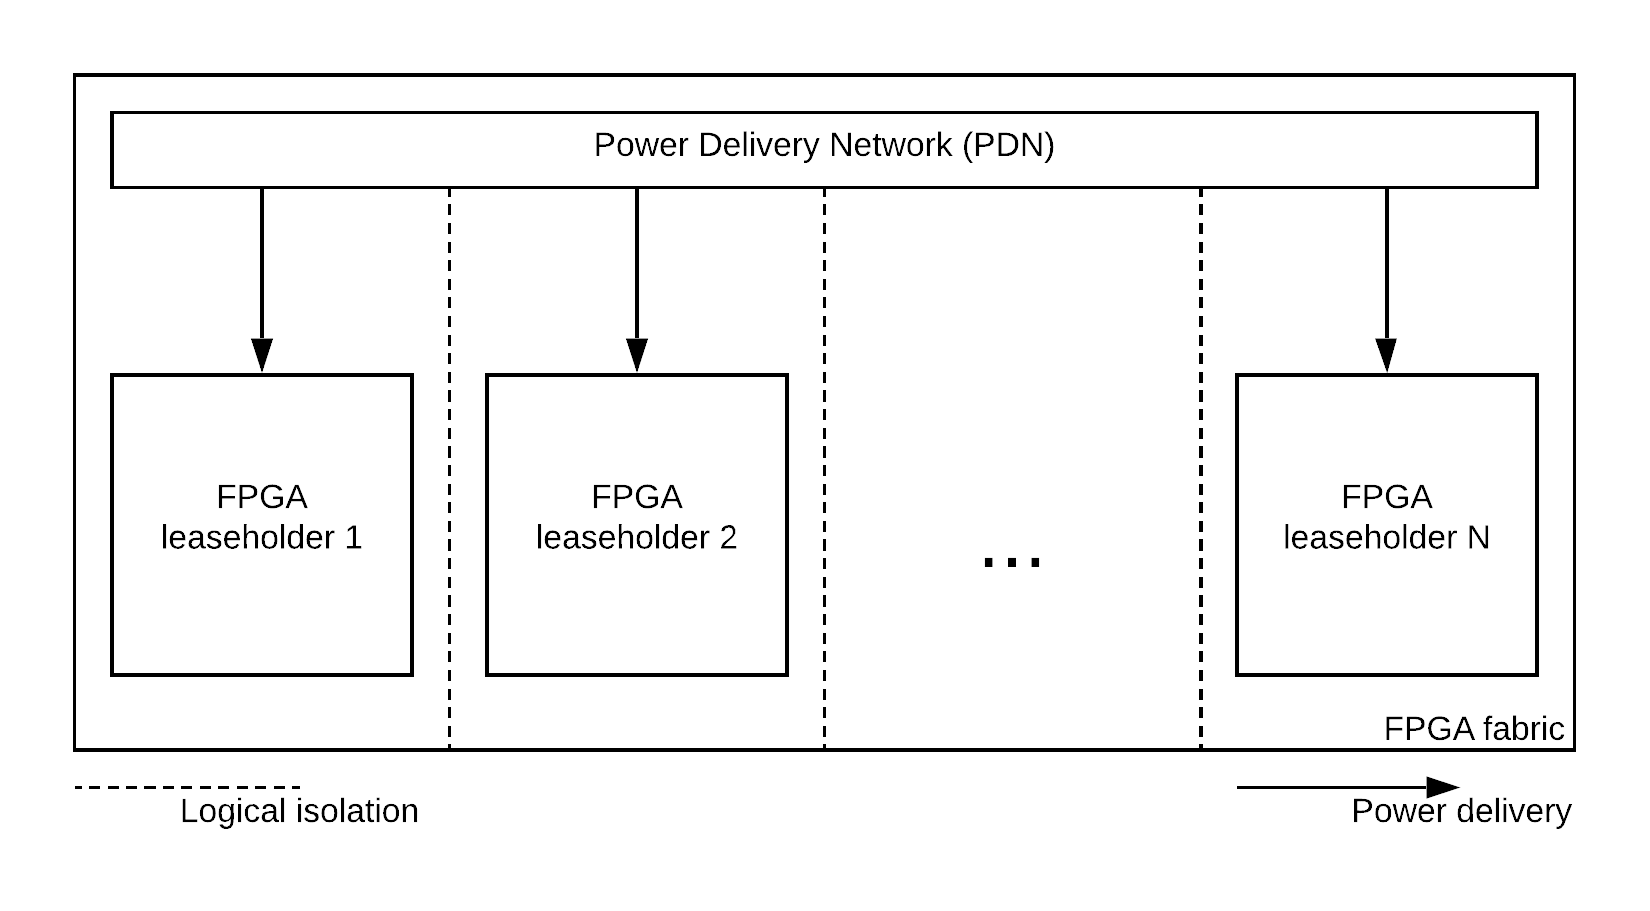 Power Delivery Network (PDN)
FPGA
leaseholder 1
FPGA
leaseholder 2
...
FPGA
leaseholder N
FPGA fabric
Logical isolation
Power delivery